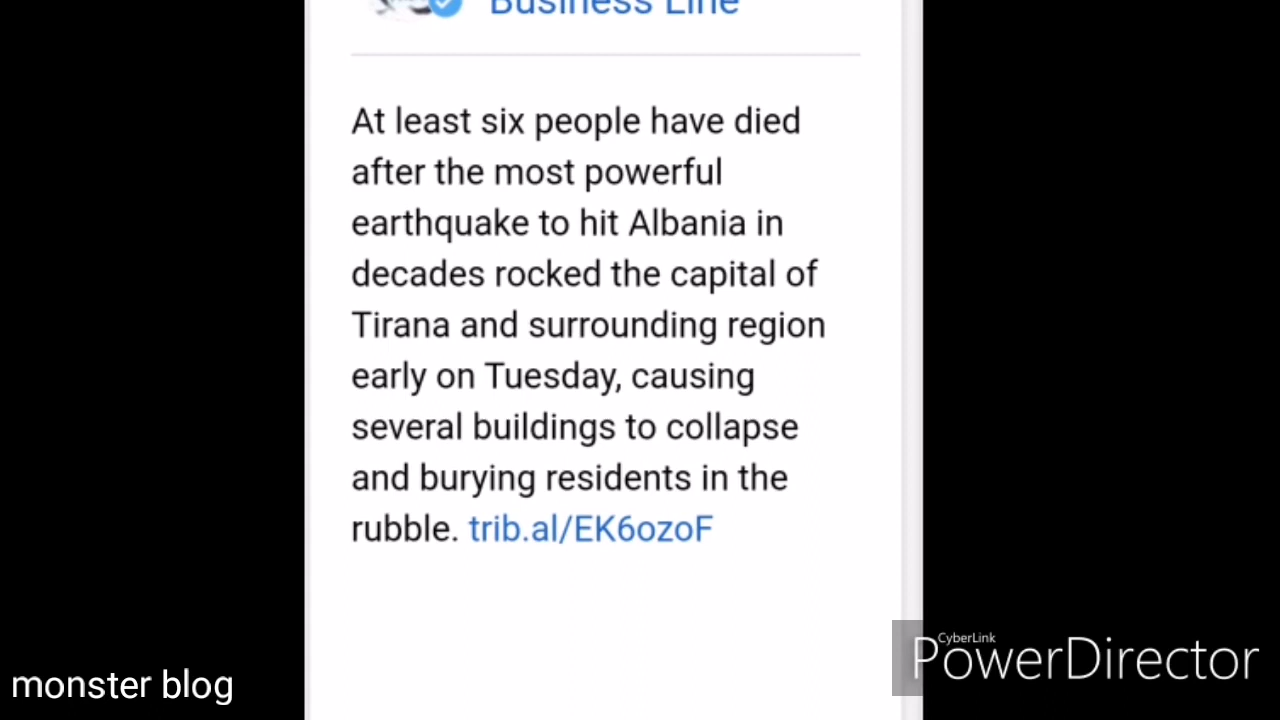 Business Line
At least six people have died
after the most powerful
earthquake to hit Albania in
decades rocked the capital of
Tirana and surrounding region
early on Tuesday, causing
several buildings to collapse
and burying residents in the
rubble. trib.al/EK6ozoF
CyberLink
PowerDirector
monster blog